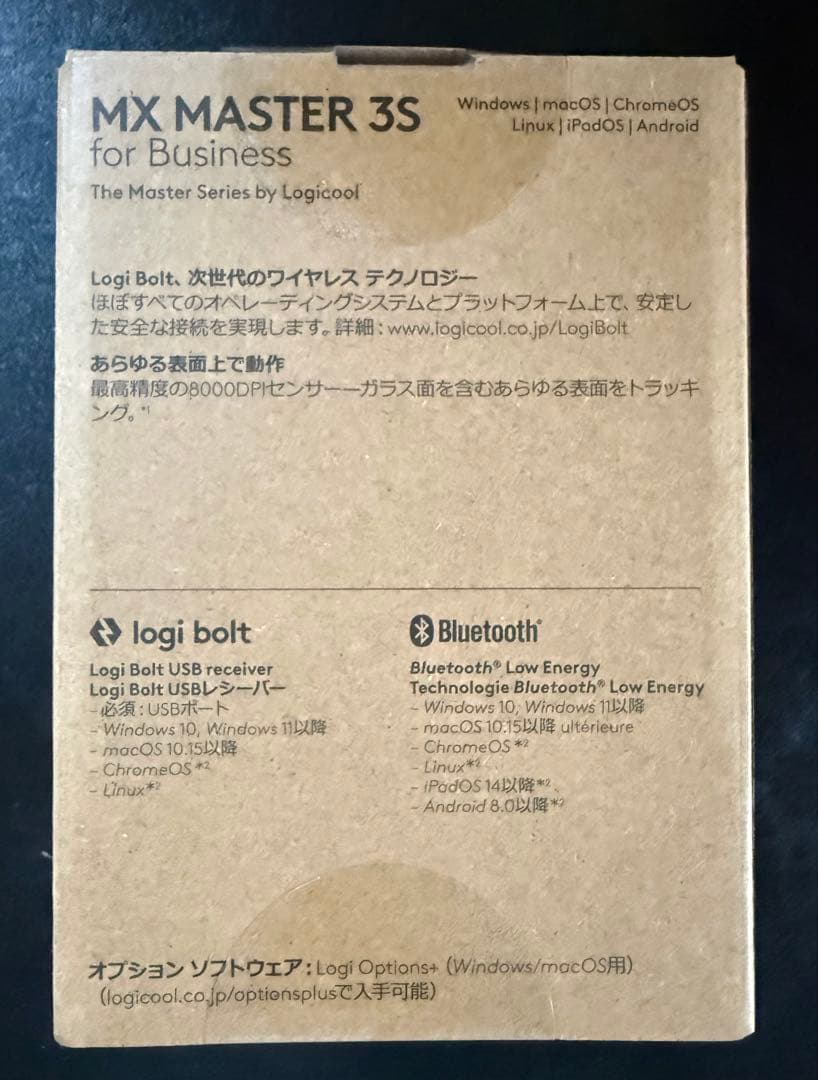 MX MASTER 3S
for Business
The Master Series by Logicool
Windows | macOS | ChromeOS
Linux | iPadOS | Android
Logi Bolt、次世代のワイヤレス テクノロジー
ほぼすべてのオペレーティングシステムとプラットフォーム上で、安定し
た安全な接続を実現します。詳細：www.logicool.co.jp/LogiBolt
あらゆる表面上で動作
最高精度の8000DPIセンサー―ガラス面を含むあらゆる表面をトラッキ
ング。*1
logi bolt
Logi Bolt USB receiver
Logi Bolt USBレシーバー
- 必須：USBポート
- Windows 10, Windows 11以降
- macOS 10.15以降
- ChromeOS*2
- Linux*2
Bluetooth®
Bluetooth® Low Energy
Technologie Bluetooth® Low Energy
- Windows 10, Windows 11以降
- macOS 10.15以降 ultérieure
- ChromeOS*2
- Linux*2
- iPadOS 14以降*2
- Android 8.0以降*2
オプション ソフトウェア：Logi Options+（Windows/macOS用）
（logicool.co.jp/optionsplusで入手可能）